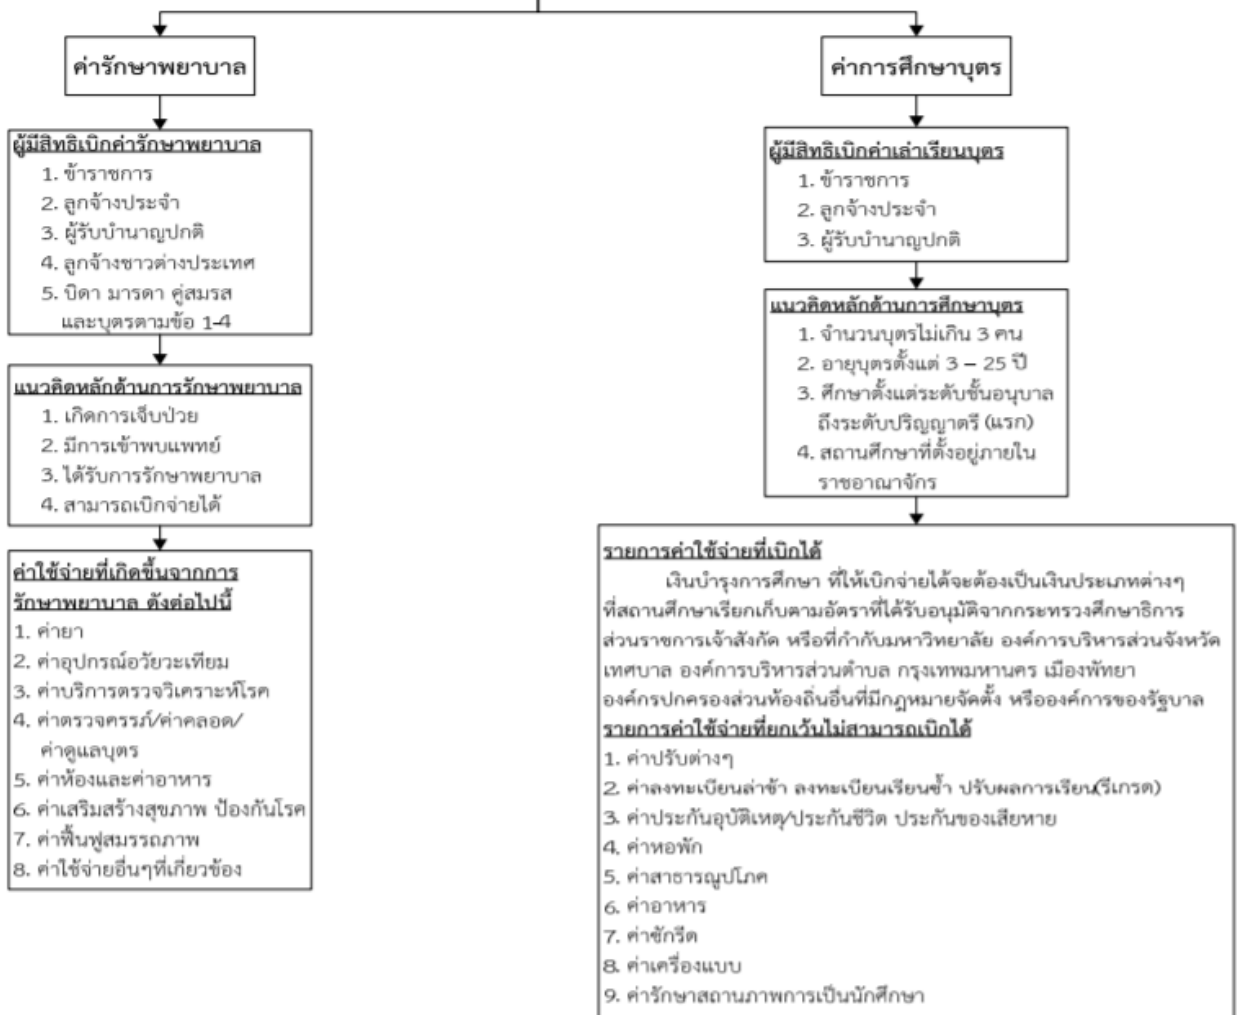 ค่ารักษาพยาบาล
ผู้มีสิทธิเบิกค่ารักษาพยาบาล
1. ข้าราชการ
2. ลูกจ้างประจำ
3. ผู้รับบำนาญปกติ
4. ลูกจ้างชาวต่างประเทศ
5. บิดา มารดา คู่สมรส
และบุตรตามข้อ 1-4
แนวคิดหลักด้านการรักษาพยาบาล
1. เกิดการเจ็บป่วย
2. มีการเข้าพบแพทย์
3. ได้รับการรักษาพยาบาล
4. สามารถเบิกจ่ายได้
ค่าใช้จ่ายที่เกิดขึ้นจากการ
รักษาพยาบาล ดังต่อไปนี้
1. ค่ายา
2. ค่าอุปกรณ์อวัยวะเทียม
3. ค่าบริการตรวจวิเคราะห์โรค
4. ค่าตรวจครรภ์/ค่าคลอด/
ค่าดูแลบุตร
5. ค่าห้องและค่าอาหาร
6. ค่าเสริมสร้างสุขภาพ ป้องกันโรค
7. ค่าฟื้นฟูสมรรถภาพ
8. ค่าใช้จ่ายอื่นๆที่เกี่ยวข้อง
ค่าการศึกษาบุตร
ผู้มีสิทธิเบิกค่าเล่าเรียนบุตร
1. ข้าราชการ
2. ลูกจ้างประจำ
3. ผู้รับบำนาญปกติ
แนวคิดหลักด้านการศึกษาบุตร
1. จำนวนบุตรไม่เกิน 3 คน
2. อายุบุตรตั้งแต่ 3 – 25 ปี
3. ศึกษาตั้งแต่ระดับชั้นอนุบาล
ถึงระดับปริญญาตรี (แรก)
4. สถานศึกษาที่ตั้งอยู่ภายใน
ราชอาณาจักร
รายการค่าใช้จ่ายที่เบิกได้
เงินบำรุงการศึกษา ที่ให้เบิกจ่ายได้จะต้องเป็นเงินประเภทต่างๆ
ที่สถานศึกษาเรียกเก็บตามอัตราที่ได้รับอนุมัติจากกระทรวงศึกษาธิการ
ส่วนราชการเจ้าสังกัด หรือที่กำกับมหาวิทยาลัย องค์การบริหารส่วนจังหวัด
เทศบาล องค์การบริหารส่วนตำบล กรุงเทพมหานคร เมืองพัทยา
องค์กรปกครองส่วนท้องถิ่นอื่นที่มีกฎหมายจัดตั้ง หรือองค์การของรัฐบาล
รายการค่าใช้จ่ายที่ยกเว้นไม่สามารถเบิกได้
1. ค่าปรับต่างๆ
2. ค่าลงทะเบียนล่าช้า ลงทะเบียนเรียนซ้ำ ปรับผลการเรียน(รีเกรด)
3. ค่าประกันอุบัติเหตุ/ประกันชีวิต ประกันของเสียหาย
4. ค่าหอพัก
5. ค่าสาธารณูปโภค
6. ค่าอาหาร
7. ค่าซักรีด
8. ค่าเครื่องแบบ
9. ค่ารักษาสถานภาพการเป็นนักศึกษา